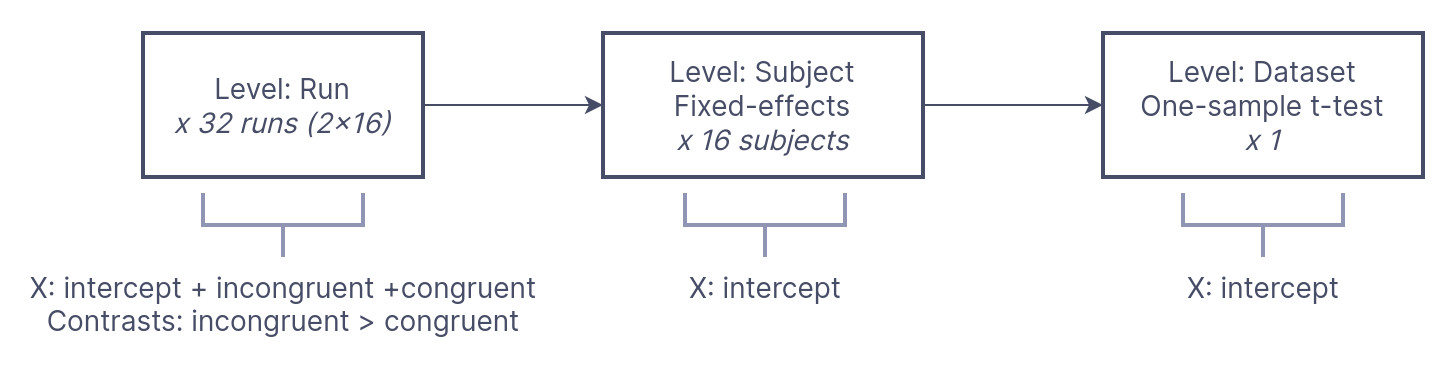 Level: Run
x 32 runs (2×16)
Level: Subject
Fixed-effects
x 16 subjects
Level: Dataset
One-sample t-test
x 1
X: intercept + incongruent +congruent
Contrasts: incongruent > congruent
X: intercept
X: intercept